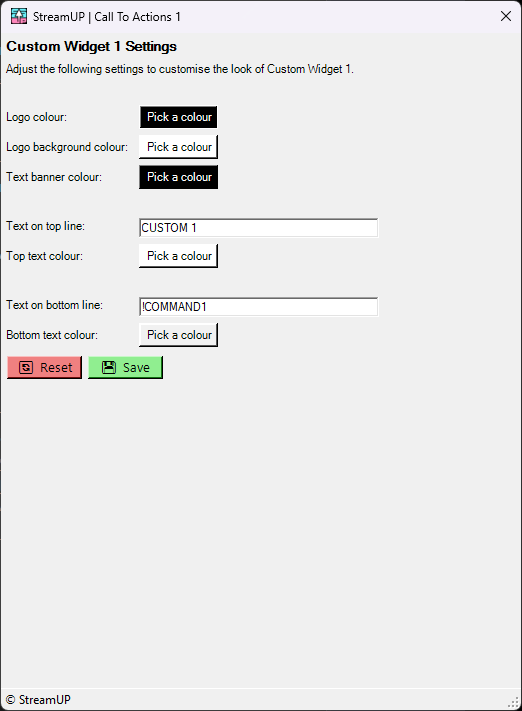 StreamUP | Call To Actions 1
Custom Widget 1 Settings
Adjust the following settings to customise the look of Custom Widget 1.
Logo colour: Pick a colour
Logo background colour: Pick a colour
Text banner colour: Pick a colour
Text on top line: CUSTOM 1
Top text colour: Pick a colour
Text on bottom line: !COMMAND1
Bottom text colour: Pick a colour
Reset Save
© StreamUP